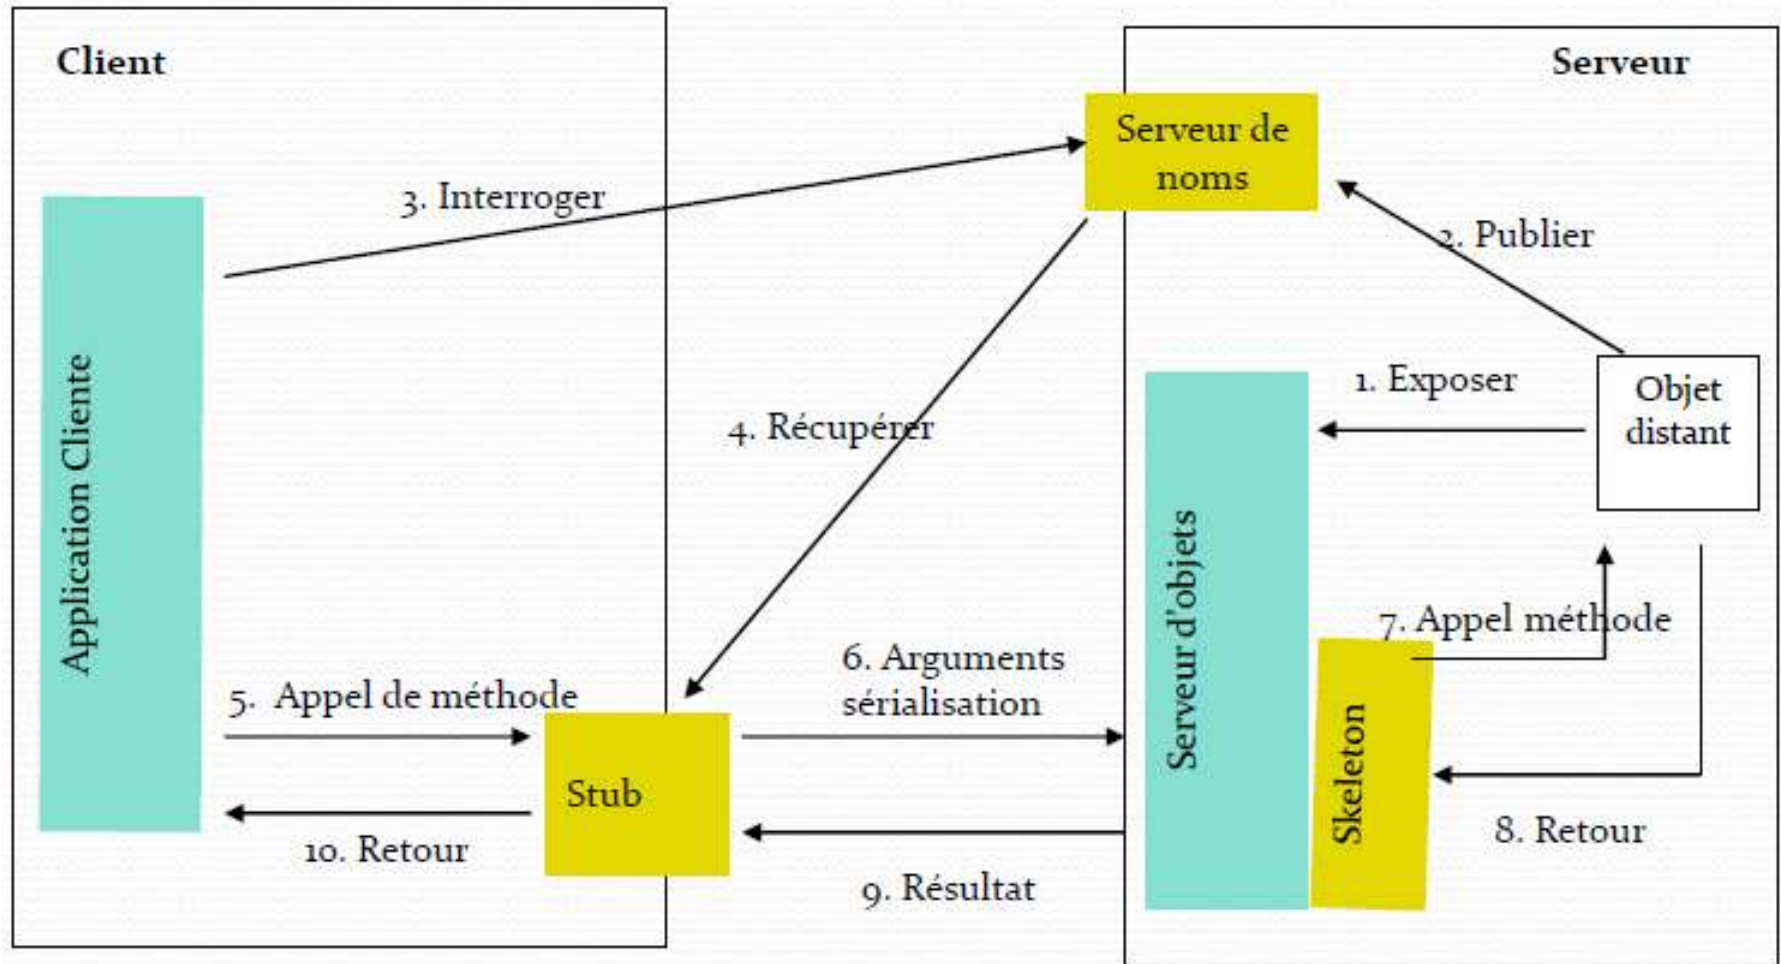 Client
Serveur
Serveur de
noms
3. Interroger
2. Publier
1. Exposer
Objet
distant
4. Récupérer
Application Cliente
Serveur d'objets
7. Appel méthode
6. Arguments
sérialisation
5. Appel de méthode
Stub
Skeleton
8. Retour
10. Retour
9. Résultat